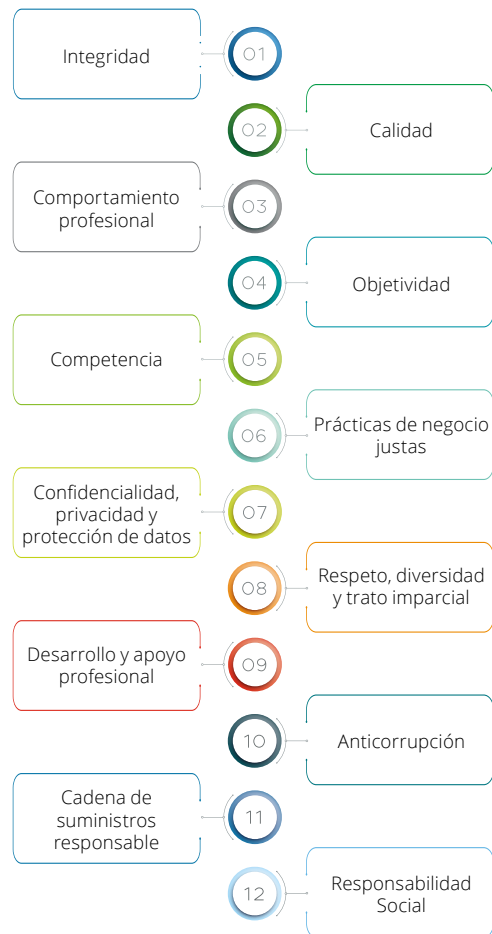 Integridad
01
02
Calidad
Comportamiento
profesional
03
04
Objetividad
Competencia
05
06
Prácticas de negocio
justas
Confidencialidad,
privacidad y
protección de datos
07
08
Respeto, diversidad
y trato imparcial
Desarrollo y apoyo
profesional
09
10
Anticorrupción
Cadena de
suministros
responsable
11
12
Responsabilidad
Social